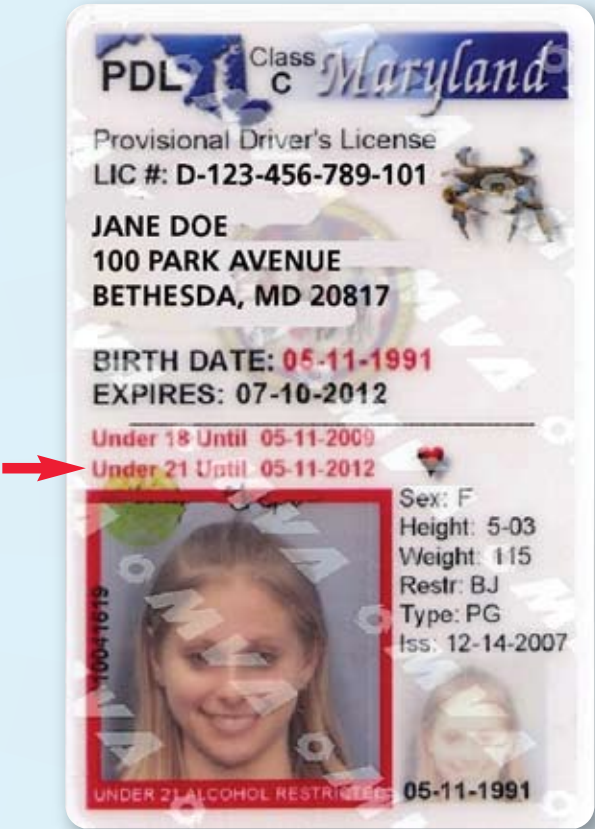 PDL Class C Maryland
Provisional Driver's License
LIC #: D-123-456-789-101
JANE DOE
100 PARK AVENUE
BETHESDA, MD 20817
BIRTH DATE: 05-11-1991
EXPIRES: 07-10-2012
Under 18 Until 05-11-2009
Under 21 Until 05-11-2012
Sex: F
Height: 5-03
Weight: 115
Restr: BJ
Type: PG
Iss: 12-14-2007
10041619
UNDER 21 ALCOHOL RESTRICTED
05-11-1991
MVA